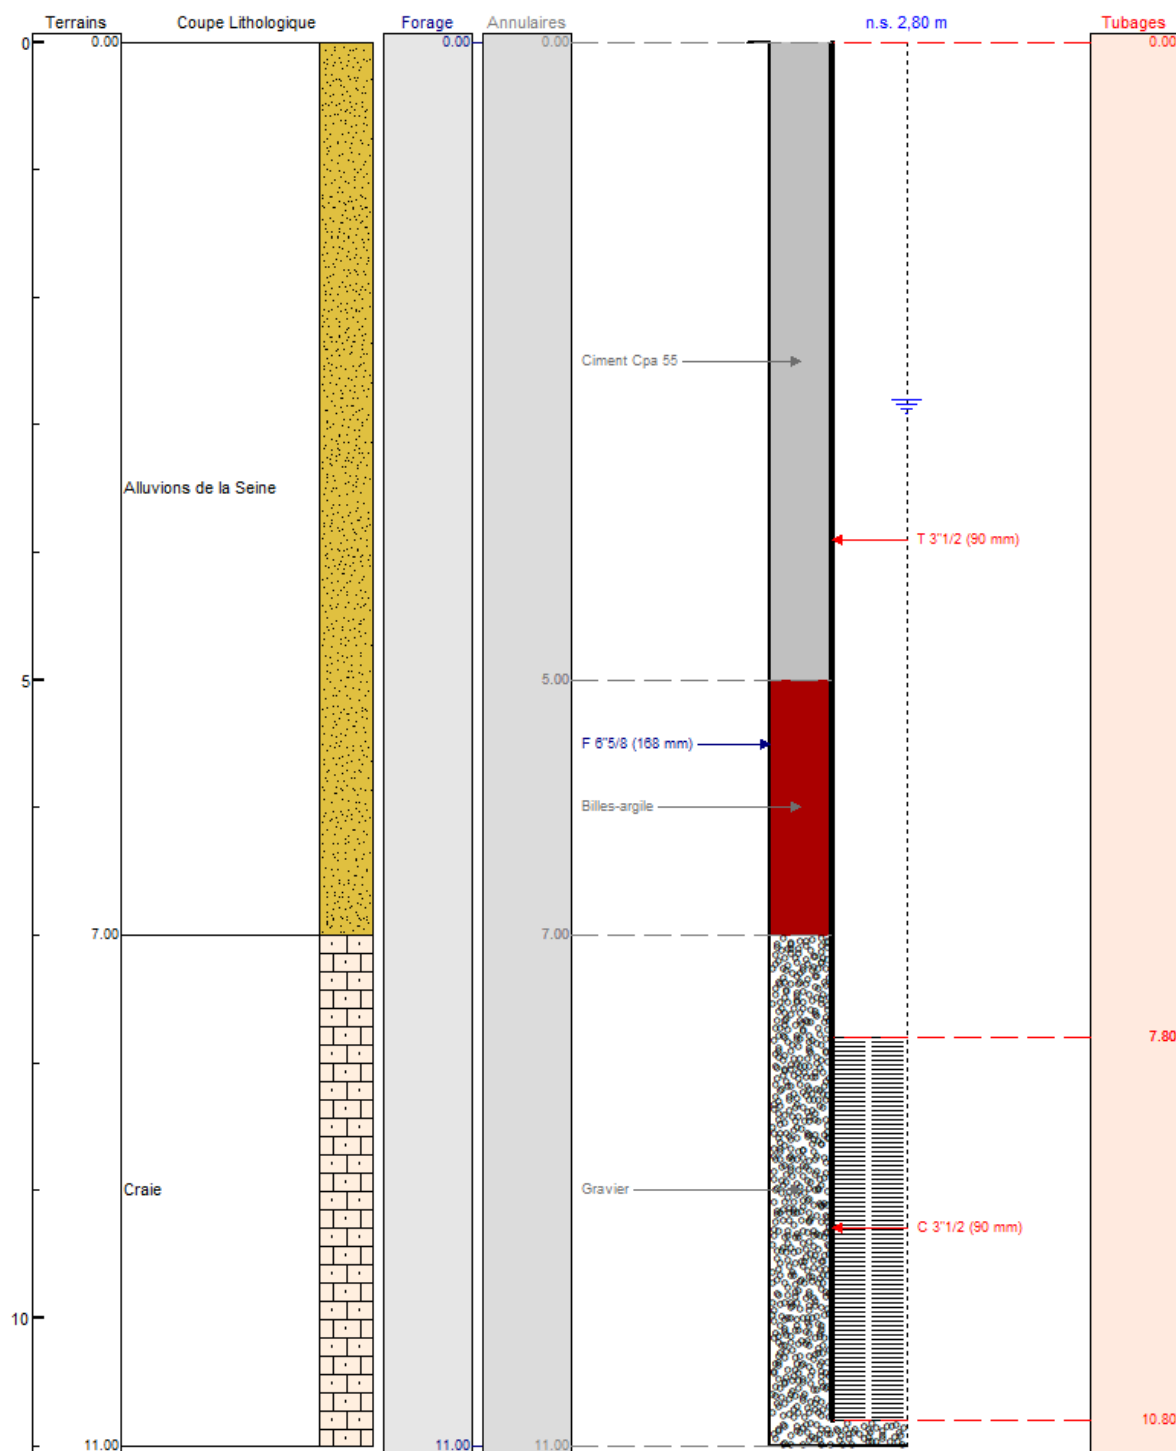 Terrains Coupe Lithologique Forage Annulaires n.s. 2,80 m Tubages
0 0.00 0.00 0.00 0.00
Ciment Cpa 55
Alluvions de la Seine
T 3"1/2 (90 mm)
5 5.00
F 6"5/8 (168 mm)
Billes-argile
7.00 7.00
7.80
Craie Gravier
C 3"1/2 (90 mm)
10
10.80
11.00 11.00 11.00